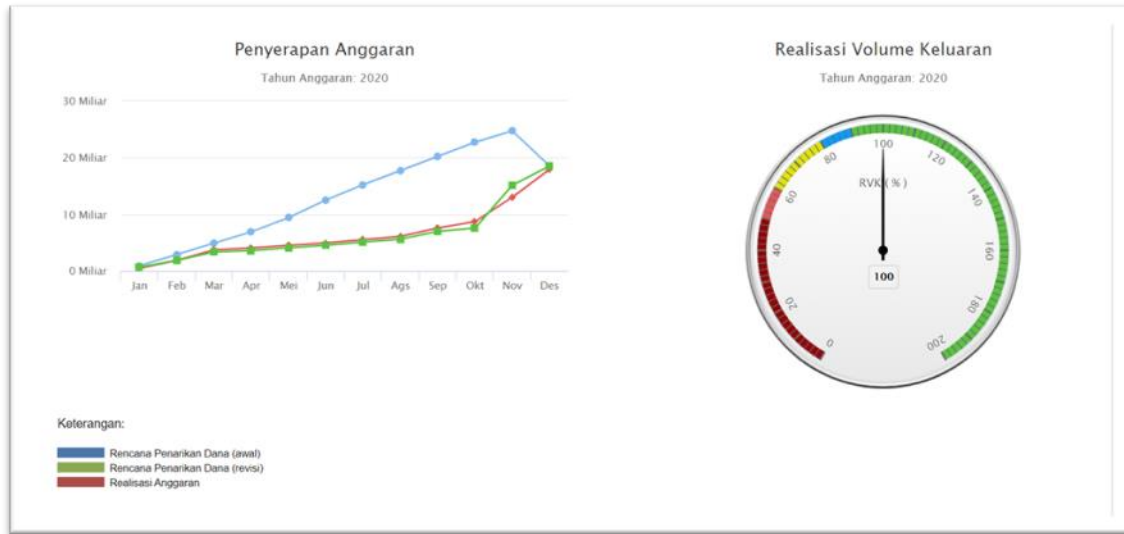 Penyerapan Anggaran
Tahun Anggaran: 2020
30 Miliar
20 Miliar
10 Miliar
0 Miliar
Jan Feb Mar Apr Mei Jun Jul Ags Sep Okt Nov Des
Keterangan:
Rencana Penarikan Dana (awal)
Rencana Penarikan Dana (revisi)
Realisasi Anggaran
Realisasi Volume Keluaran
Tahun Anggaran: 2020
0 20 40 60 80 100 120 140 160 180 200
RVK ( % )
100